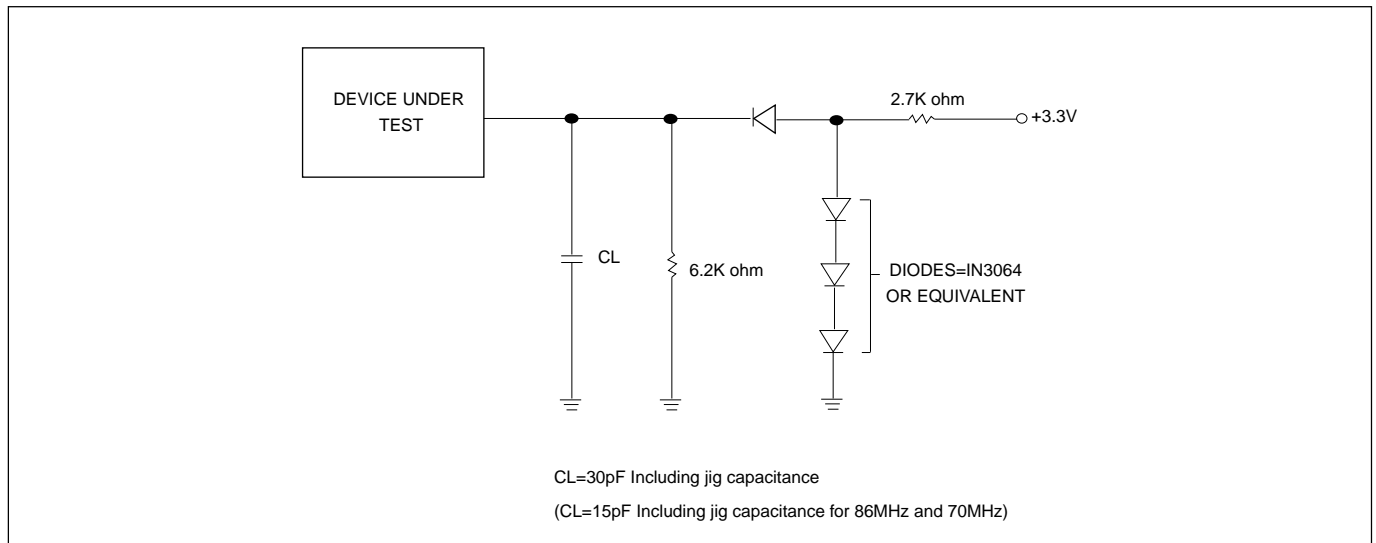 DEVICE UNDER
TEST
2.7K ohm
+3.3V
CL
6.2K ohm
DIODES=IN3064
OR EQUIVALENT
CL=30pF Including jig capacitance
(CL=15pF Including jig capacitance for 86MHz and 70MHz)